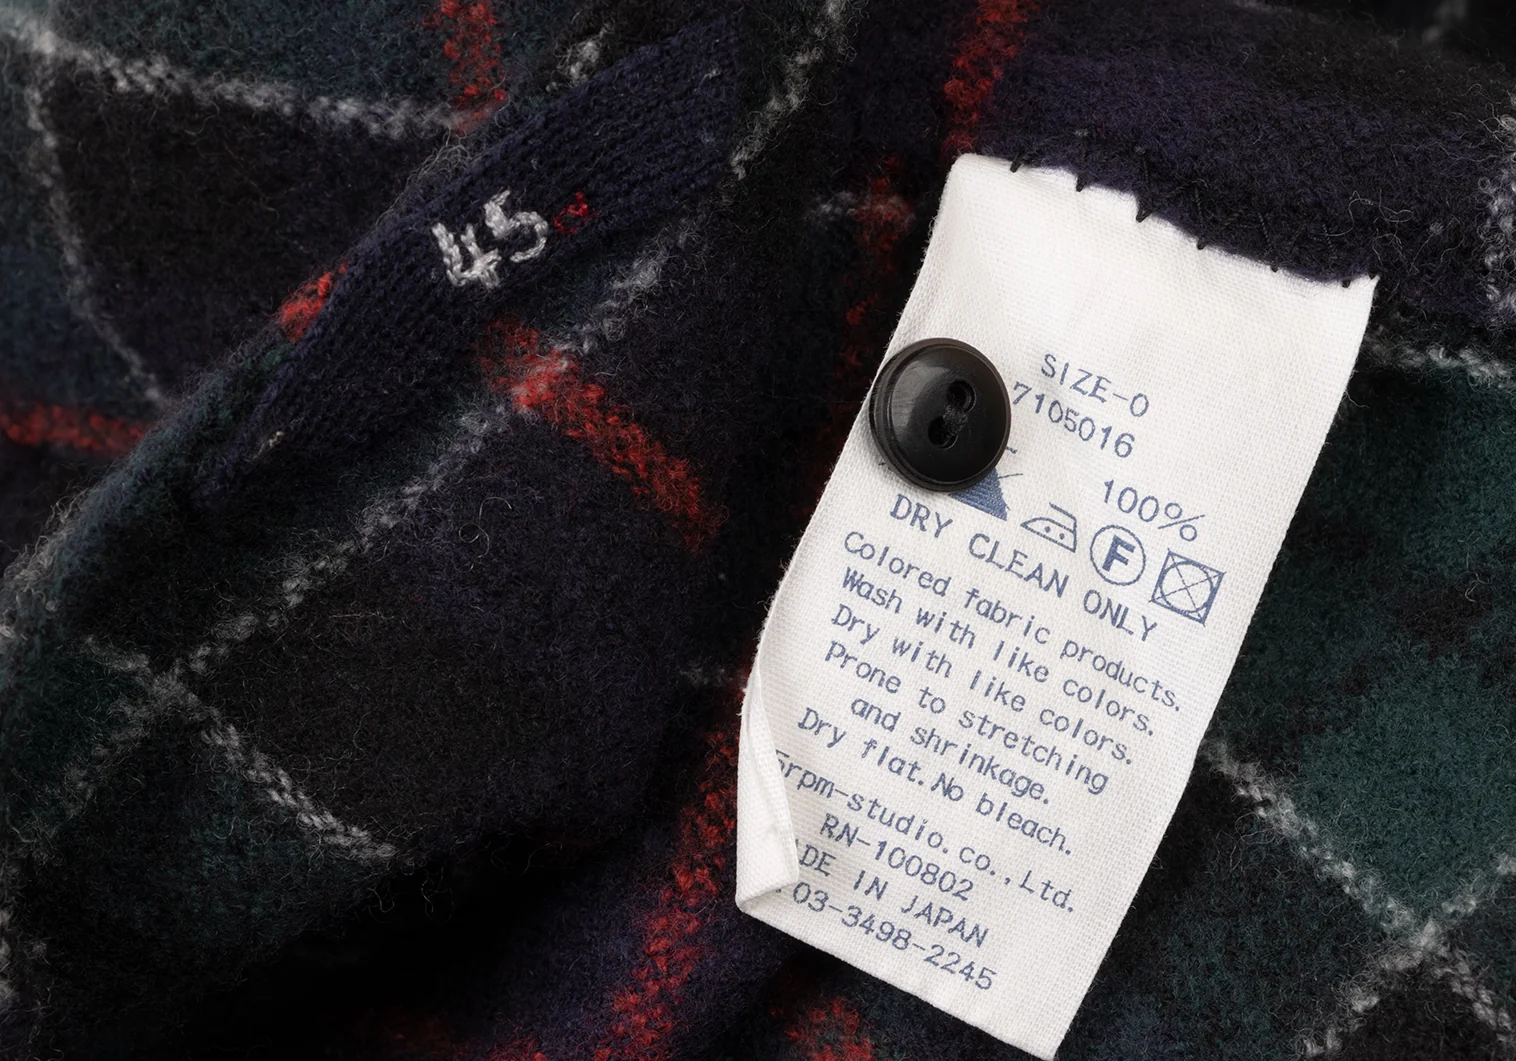 45
SIZE-0
7105016
100%
F
DRY CLEAN ONLY
Colored fabric products.
Wash with like colors.
Dry with like colors.
Prone to stretching
and shrinkage.
Dry flat. No bleach.
rpm-studio.co.,Ltd.
RN-100802
DE IN JAPAN
03-3498-2245